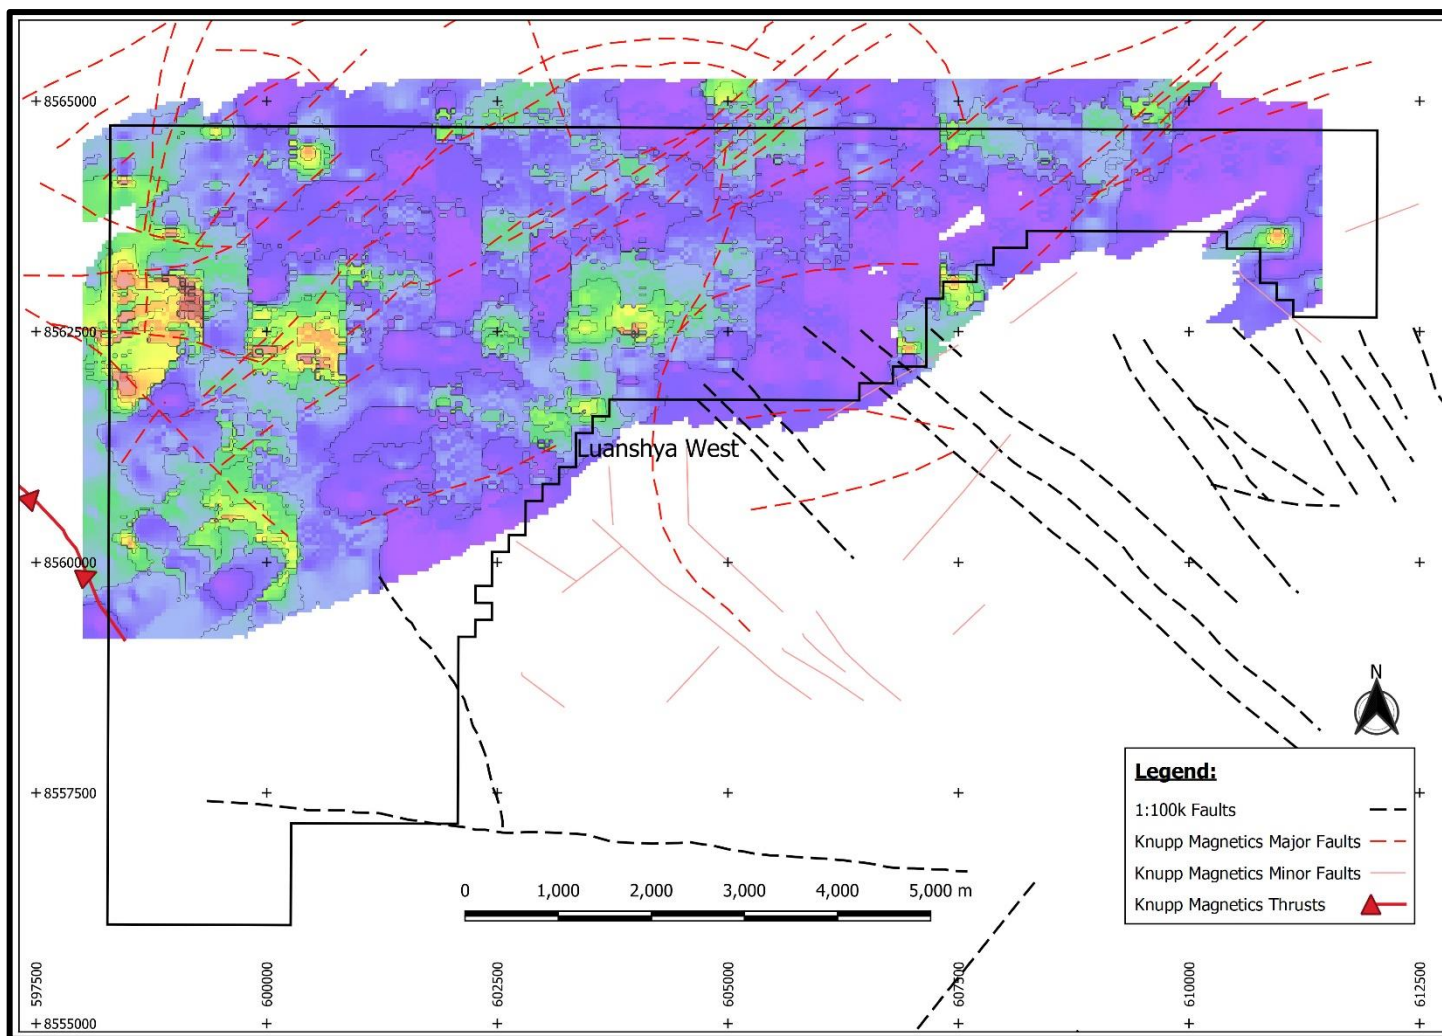 8565000
8562500
Luanshya West
8560000
N
Legend:
8557500
1:100k Faults
Knupp Magnetics Major Faults
Knupp Magnetics Minor Faults
Knupp Magnetics Thrusts
0 1,000 2,000 3,000 4,000 5,000 m
597500 600000 602500 605000 607500 610000 612500
8555000